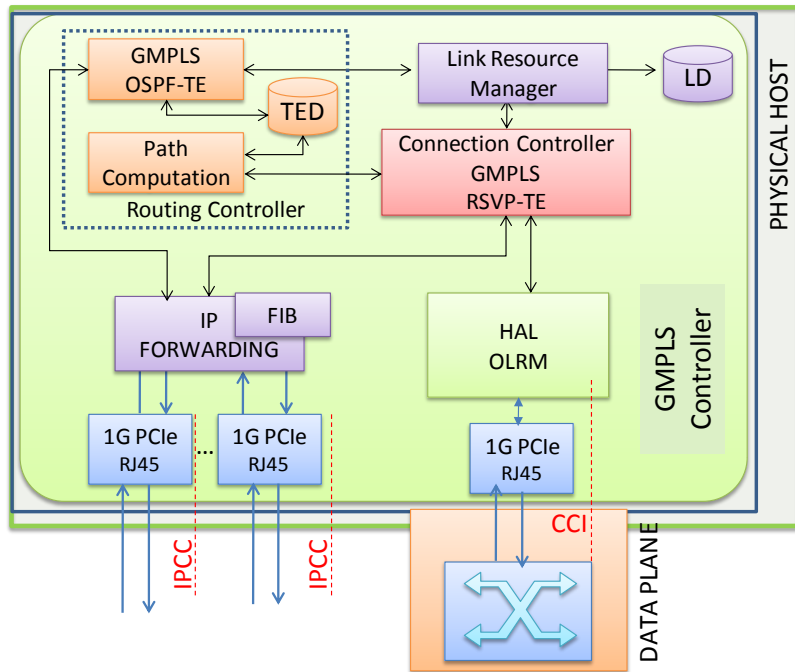 GMPLS
OSPF-TE
Link Resource
Manager
LD
TED
Path
Computation
Routing Controller
Connection Controller
GMPLS
RSVP-TE
PHYSICAL HOST
IP
FORWARDING
FIB
HAL
OLRM
GMPLS
Controller
1G PCIe
RJ45
...
1G PCIe
RJ45
1G PCIe
RJ45
IPCC
IPCC
CCI
DATA PLANE